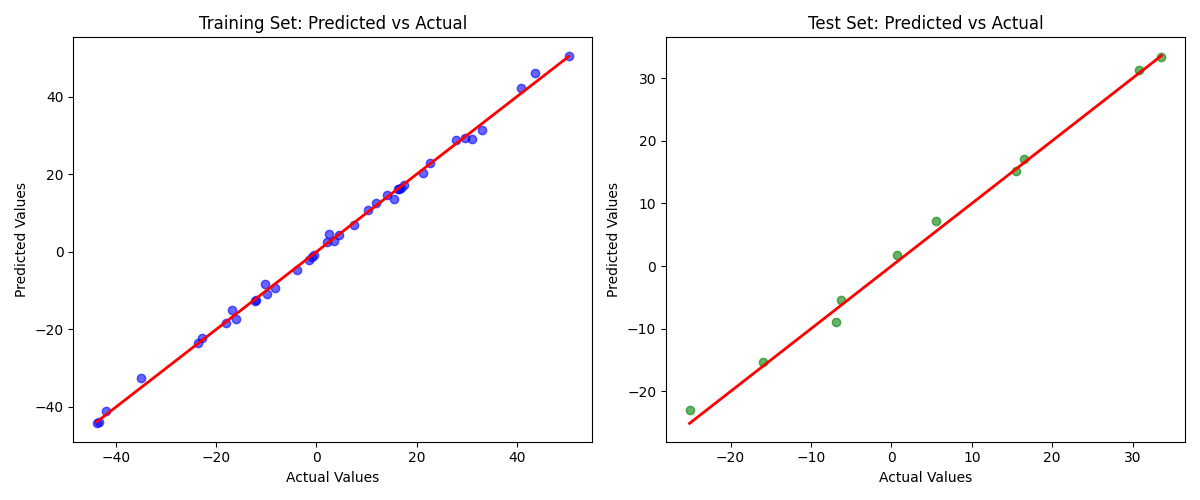 Training Set: Predicted vs Actual
Predicted Values
40
20
0
−20
−40
−40 −20 0 20 40
Actual Values
Test Set: Predicted vs Actual
Predicted Values
30
20
10
0
−10
−20
−20 −10 0 10 20 30
Actual Values